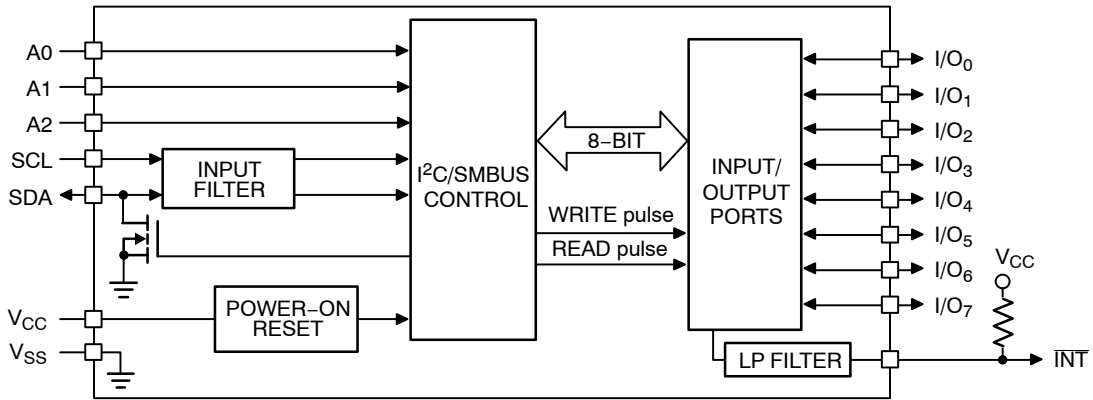 A0
A1
A2
SCL
SDA
VCC
VSS
INPUT
FILTER
POWER−ON
RESET
I²C/SMBUS
CONTROL
8−BIT
WRITE pulse
READ pulse
INPUT/
OUTPUT
PORTS
LP FILTER
I/O₀
I/O₁
I/O₂
I/O₃
I/O₄
I/O₅
I/O₆
I/O₇
VCC
INT